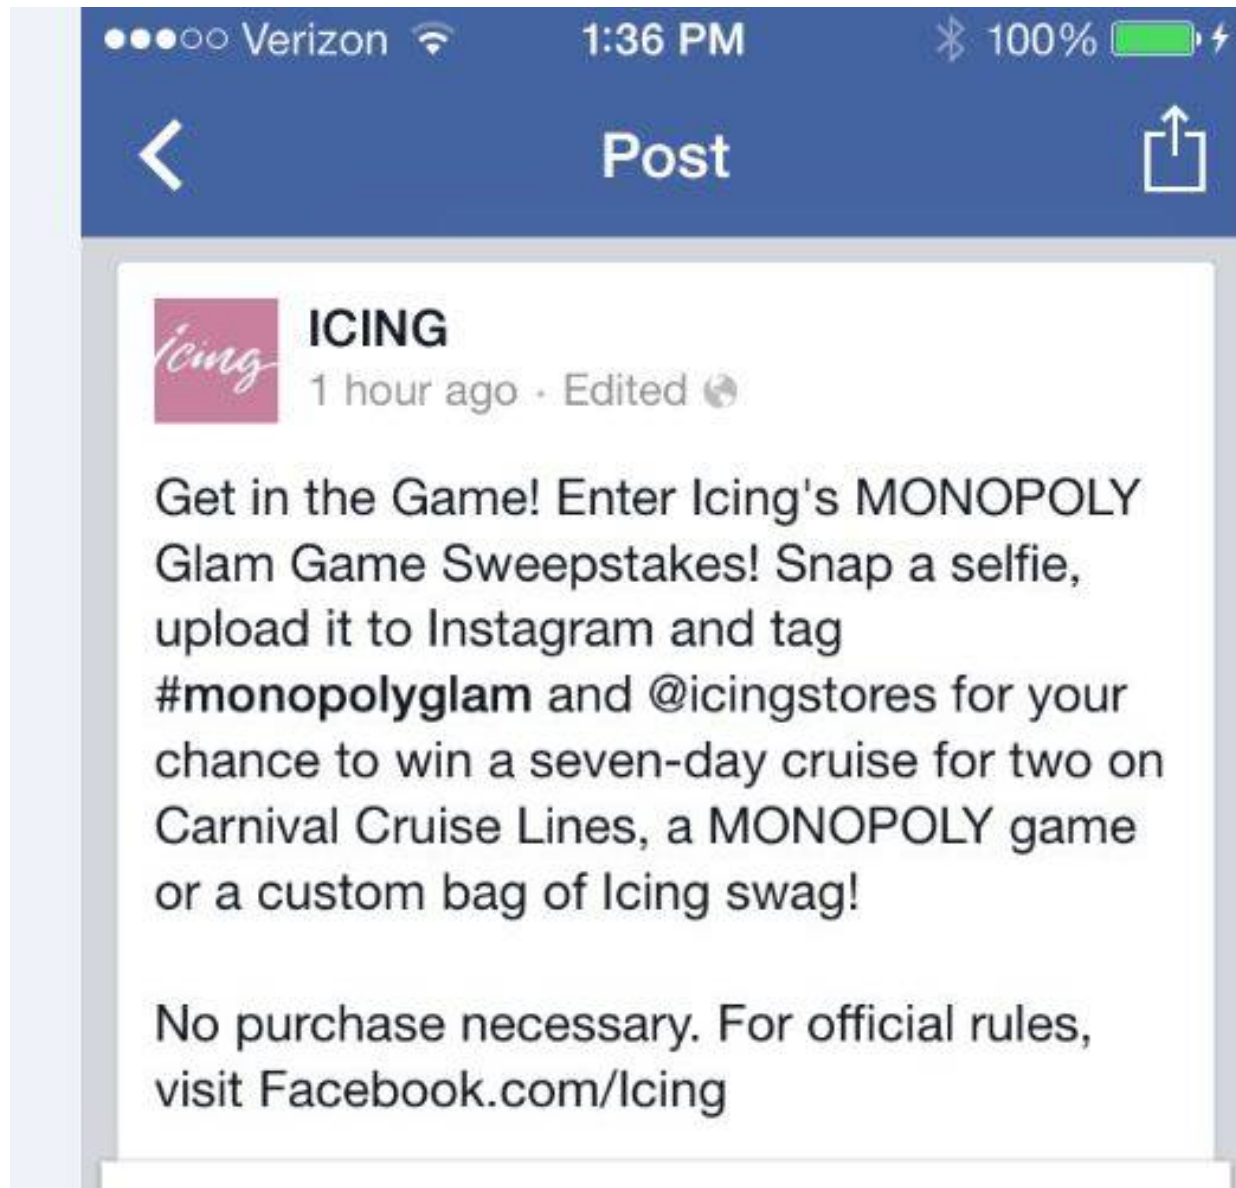 Verizon 1:36 PM 100%
Post
icing
ICING
1 hour ago · Edited
Get in the Game! Enter Icing's MONOPOLY
Glam Game Sweepstakes! Snap a selfie,
upload it to Instagram and tag
#monopolyglam and @icingstores for your
chance to win a seven-day cruise for two on
Carnival Cruise Lines, a MONOPOLY game
or a custom bag of Icing swag!
No purchase necessary. For official rules,
visit Facebook.com/Icing